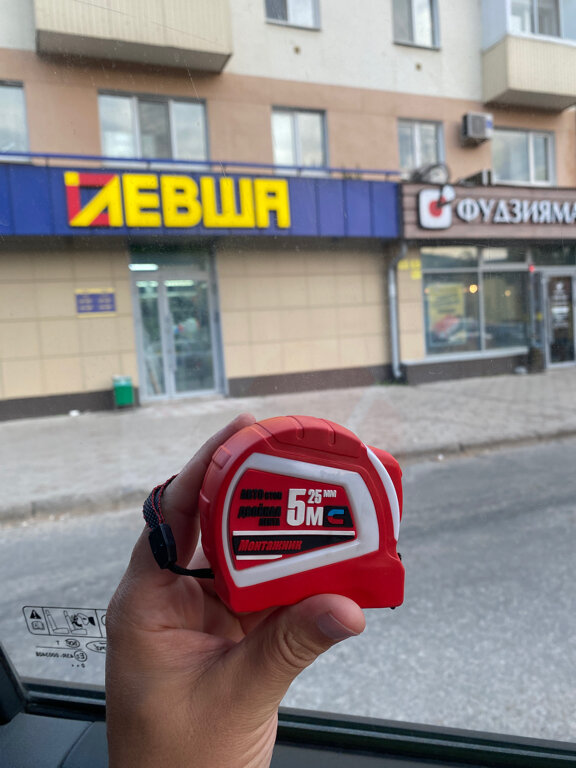 ЛЕВША
ФУДЗИЯМА
АВТОСТОП
ДВОЙНАЯ
ЛЕНТА
5М
25 ММ
Монтажник